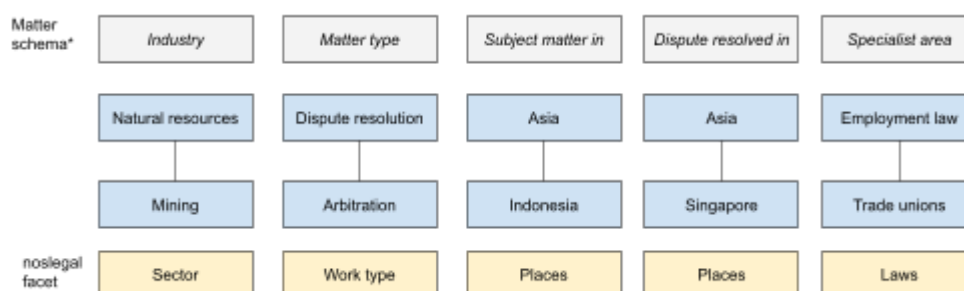 Matter schema*
Industry
Matter type
Subject matter in
Dispute resolved in
Specialist area
Natural resources
Dispute resolution
Asia
Asia
Employment law
Mining
Arbitration
Indonesia
Singapore
Trade unions
noslegal facet
Sector
Work type
Places
Places
Laws